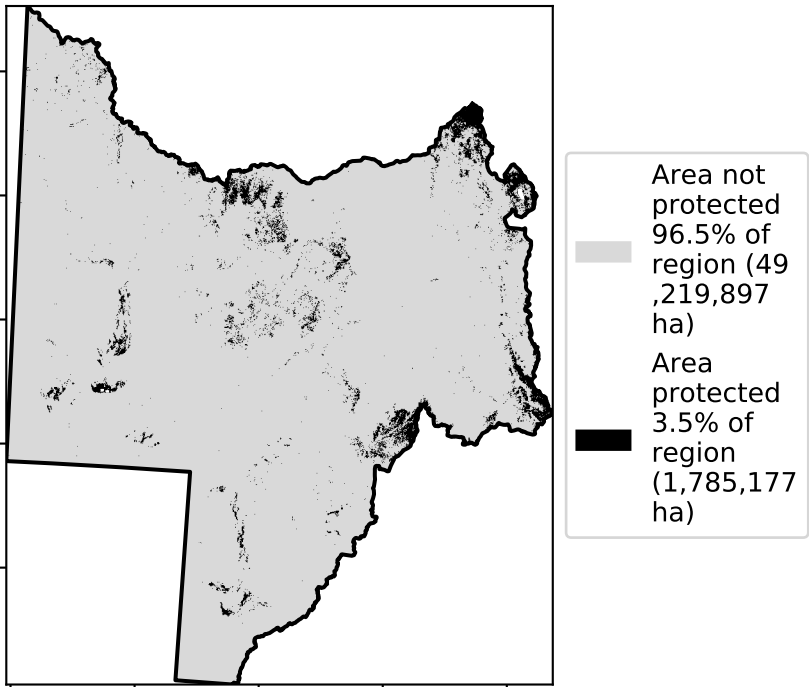 Area not
protected
96.5% of
region (49
,219,897
ha)
Area
protected
3.5% of
region
(1,785,177
ha)